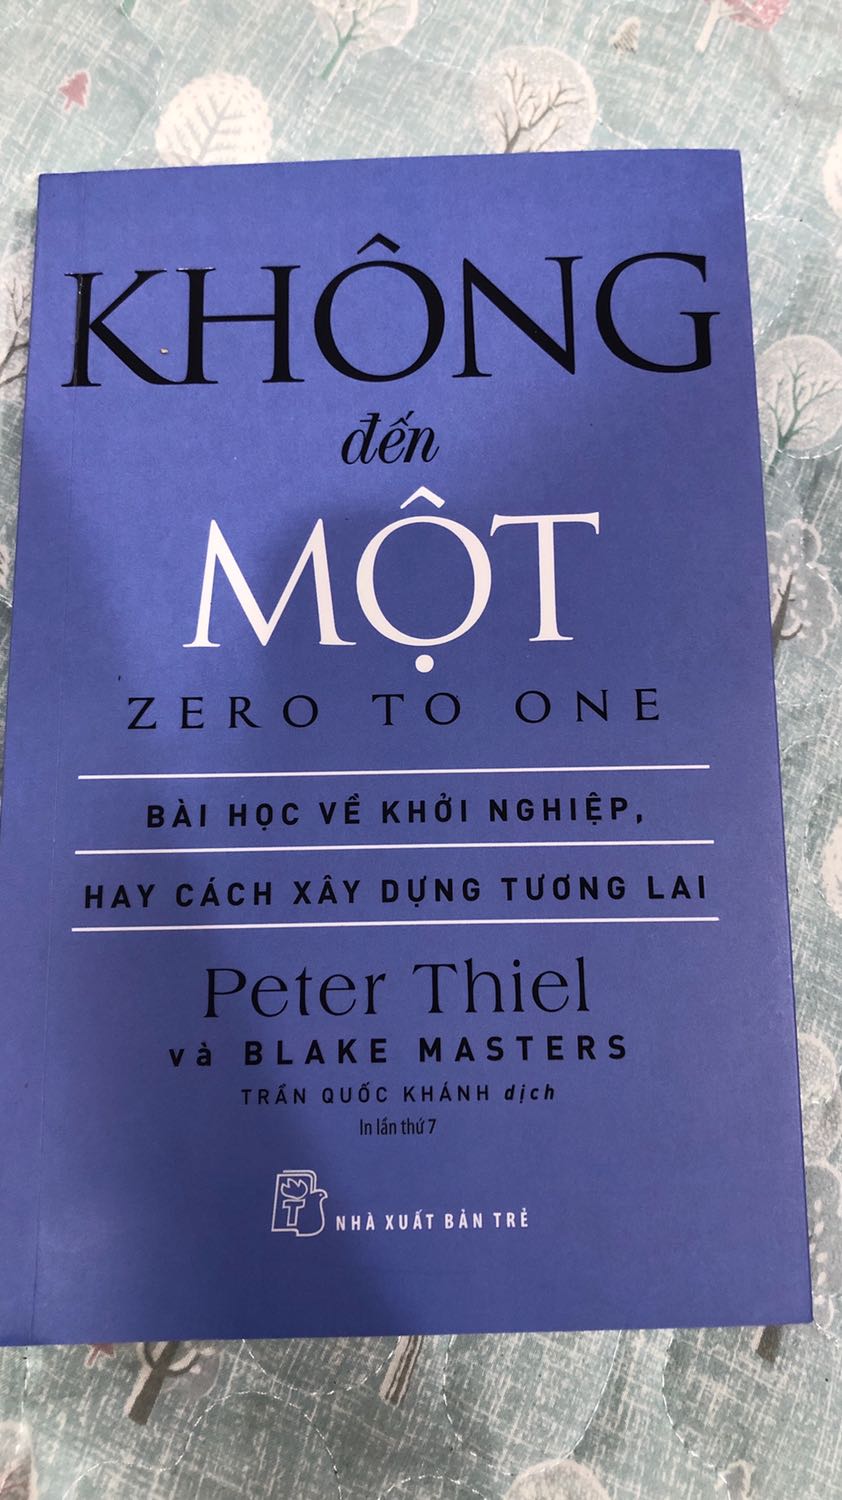 KHÔNG
đến
MỘT
ZERO TO ONE
BÀI HỌC VỀ KHỞI NGHIỆP,
HAY CÁCH XÂY DỰNG TƯƠNG LAI
Peter Thiel
và BLAKE MASTERS
TRẦN QUỐC KHÁNH dịch
In lần thứ 7
T
NHÀ XUẤT BẢN TRẺ